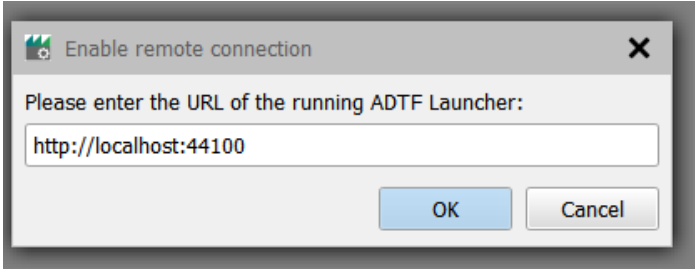 Enable remote connection
Please enter the URL of the running ADTF Launcher:
http://localhost:44100
OK
Cancel